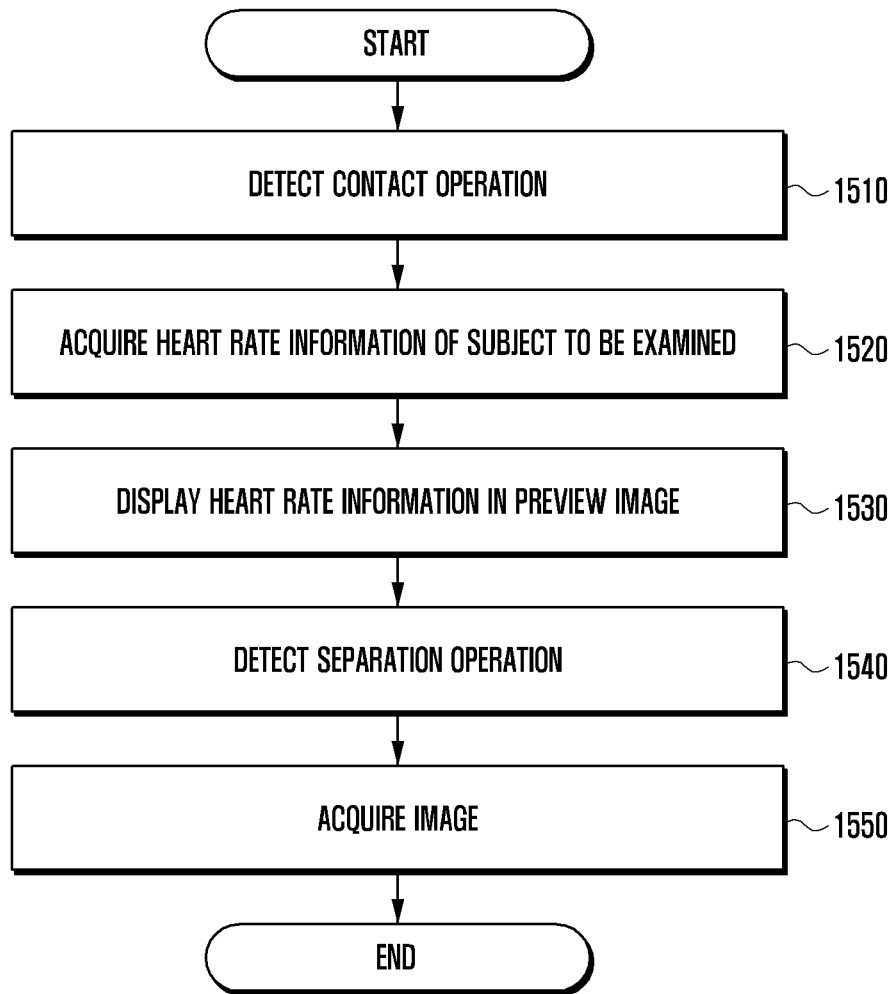 START
DETECT CONTACT OPERATION
1510
ACQUIRE HEART RATE INFORMATION OF SUBJECT TO BE EXAMINED
1520
DISPLAY HEART RATE INFORMATION IN PREVIEW IMAGE
1530
DETECT SEPARATION OPERATION
1540
ACQUIRE IMAGE
1550
END